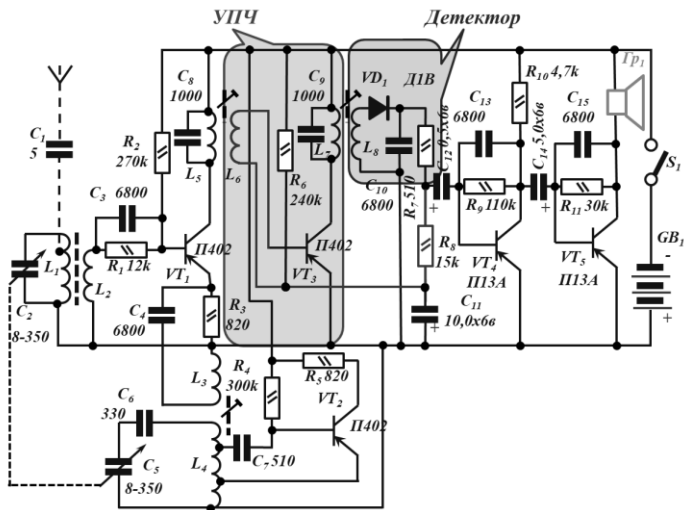 УПЧ
Детектор
C8
1000
C9
1000
VD1
Д1В
R10 4,7k
Гр1
C1
5
C13
6800
C15
6800
R2
270k
C12 0,5х6в
C14 5,0х6в
S1
C3
6800
L5
L6
R6
240k
L7
L8
C10
6800
R7 510
R9 110k
R11 30k
L1
L2
R1 12k
П402
VT1
П402
VT3
R8
15k
VT4
П13А
VT5
П13А
GB1
-
+
C2
8-350
C4
6800
R3
820
C11
10,0х6в
+
+
+
L3
R4
300k
R5 820
VT2
П402
C6
330
C5
8-350
L4
C7 510